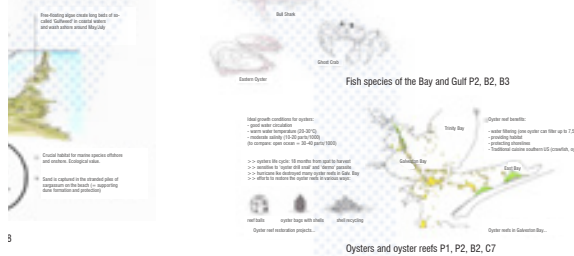 Free-floating algae create long beds of so-
called 'Gulfweed' in coastal waters
and wash ashore around May/July
Crucial habitat for marine species offshore
and onshore. Ecological value.
Sand is captured in the stranded piles of
sargassum on the beach (= supporting
dune formation and protection)
8
Bull Shark
Ghost Crab
Eastern Oyster
Fish species of the Bay and Gulf P2, B2, B3
Ideal growth conditions for oysters:
- good water circulation
- warm water temperature (20-30°C)
- moderate salinity (10-20 parts/1000)
(to compare: open ocean = 30-40 parts/1000)
>> oysters life cycle: 18 months from spat to harvest
>> sensitive to 'oyster drill snail' and 'dermo' parasite
>> hurricane Ike destroyed many oyster reefs in Galv. Bay
>> efforts to restore the oyster reefs in various ways:
reef balls
oyster bags with shells
shell recycling
Oyster reef restoration projects...
Trinity Bay
Galveston Bay
East Bay
Oyster reef benefits:
- water filtering (one oyster can filter up to 7.5
- providing habitat
- protecting shorelines
- Traditional cuisine southern US (crawfish,
Oyster reefs in Galveston Bay...
Oysters and oyster reefs P1, P2, B2, C7